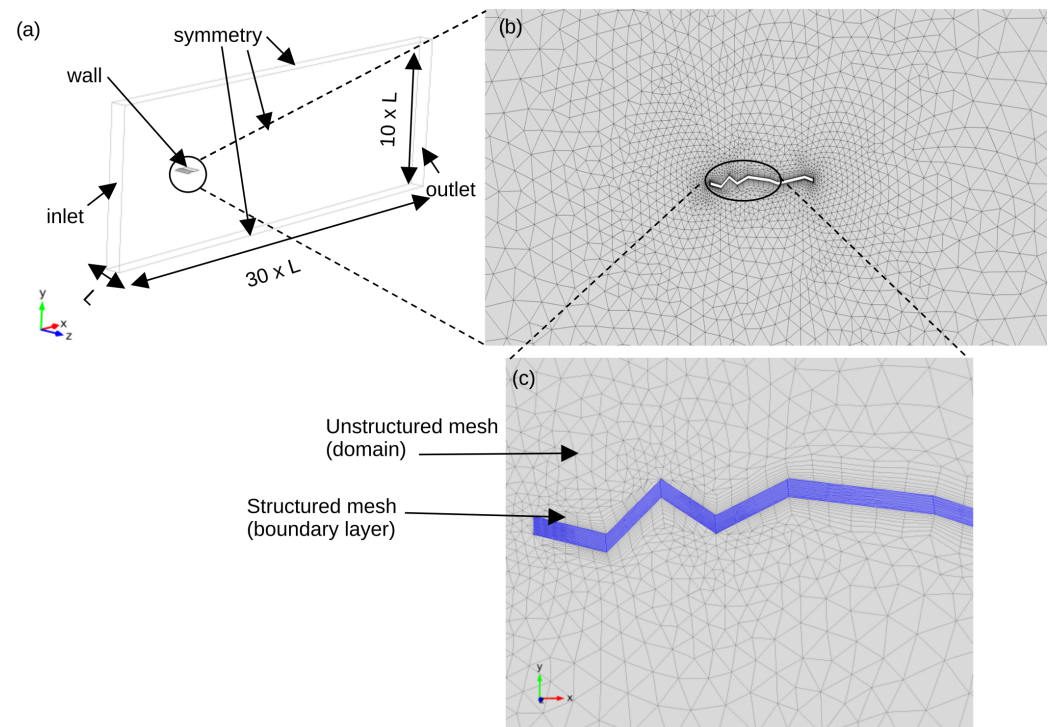 (a)
symmetry
wall
10 x L
inlet
outlet
30 x L
L
y
x
z
(b)
(c)
Unstructured mesh
(domain)
Structured mesh
(boundary layer)
y
x
z